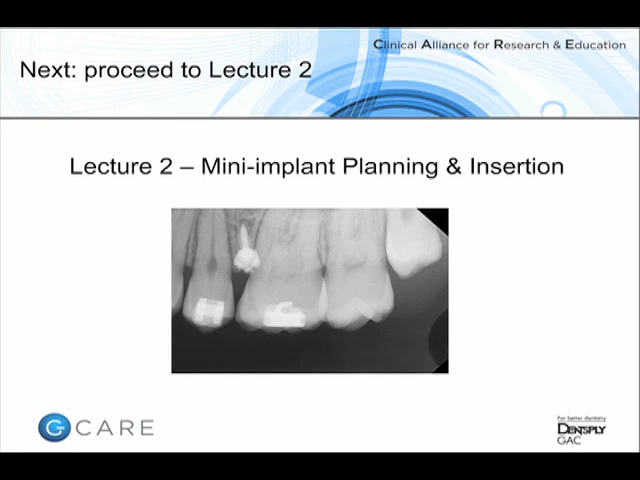 Clinical Alliance for Research & Education
Next: proceed to Lecture 2
Lecture 2 – Mini-implant Planning & Insertion
G CARE
For better dentistry
DENTSPLY
GAC